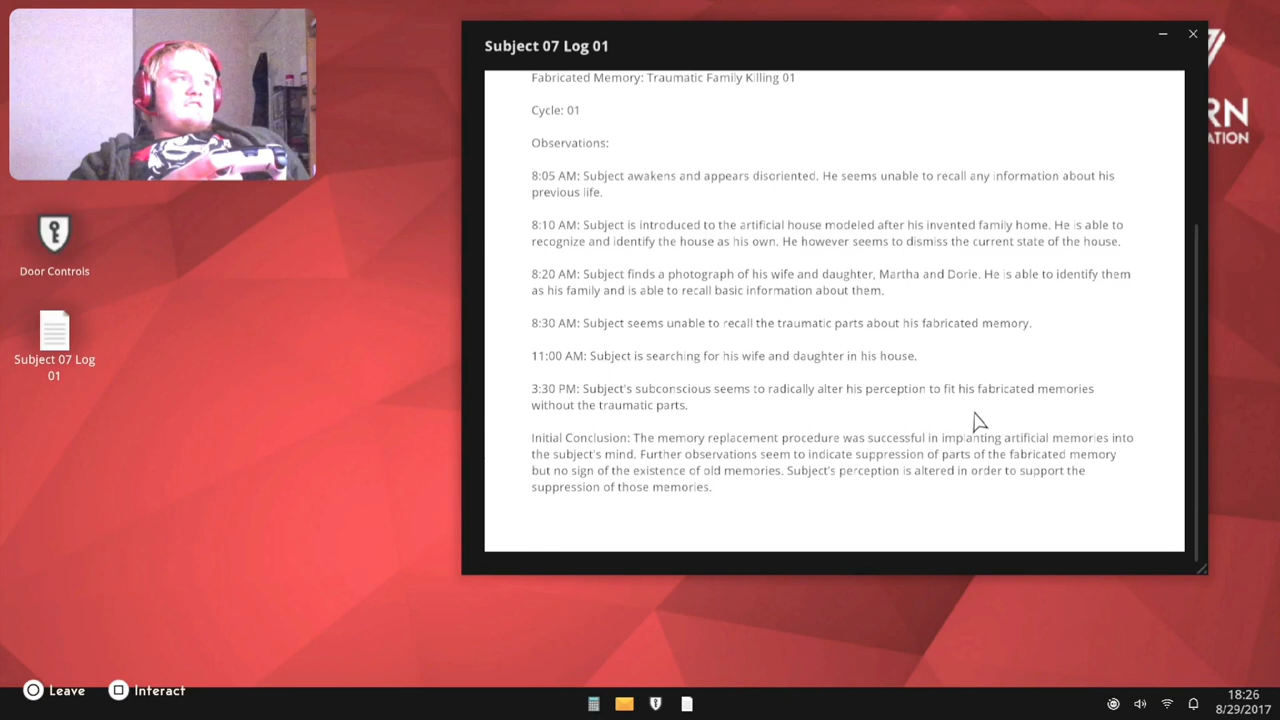 Subject 07 Log 01
RN
ATION
Fabricated Memory: Traumatic Family Killing 01
Cycle: 01
Observations:
8:05 AM: Subject awakens and appears disoriented. He seems unable to recall any information about his
previous life.
8:10 AM: Subject is introduced to the artificial house modeled after his invented family home. He is able to
recognize and identify the house as his own. He however seems to dismiss the current state of the house.
8:20 AM: Subject finds a photograph of his wife and daughter, Martha and Dorie. He is able to identify them
as his family and is able to recall basic information about them.
8:30 AM: Subject seems unable to recall the traumatic parts about his fabricated memory.
11:00 AM: Subject is searching for his wife and daughter in his house.
3:30 PM: Subject's subconscious seems to radically alter his perception to fit his fabricated memories
without the traumatic parts.
Initial Conclusion: The memory replacement procedure was successful in implanting artificial memories into
the subject's mind. Further observations seem to indicate suppression of parts of the fabricated memory
but no sign of the existence of old memories. Subject's perception is altered in order to support the
suppression of those memories.
Door Controls
Subject 07 Log
01
Leave
Interact
18:26
8/29/2017